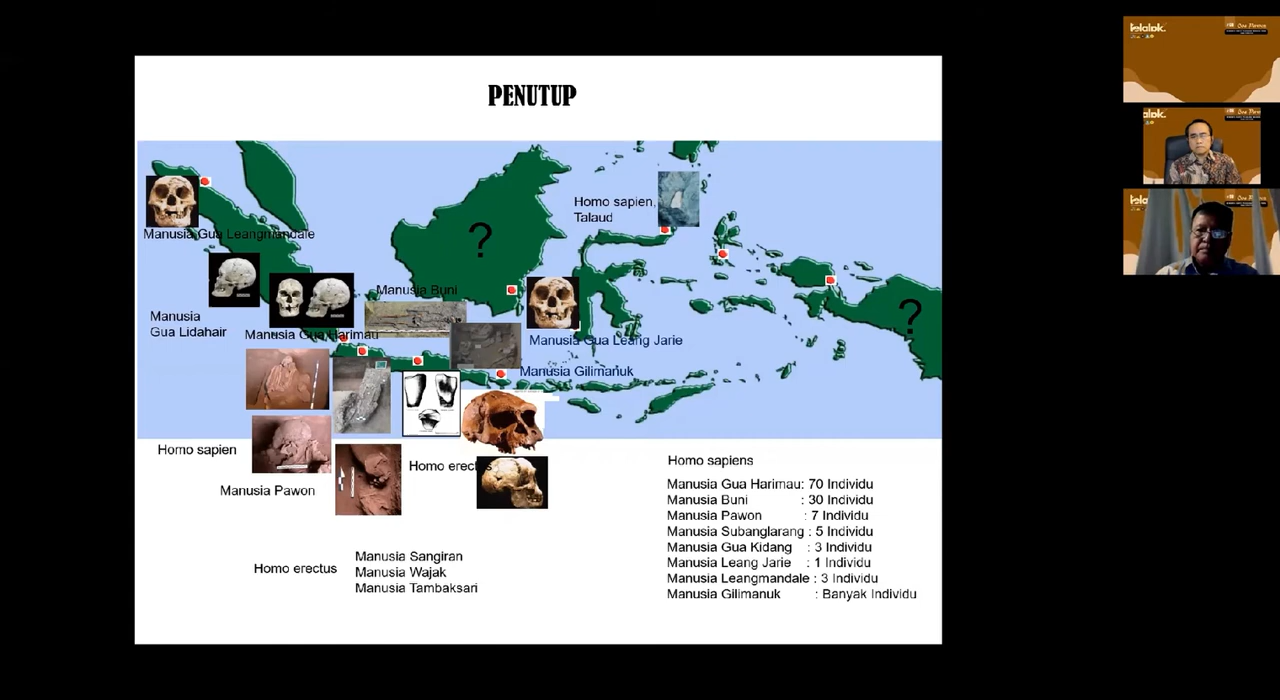 PENUTUP
Homo sapien,
Talaud
Manusia Gua Leangmandale
?
Manusia Buni
Manusia
Gua Lidahair
Manusia Gua Harimau
?
Manusia Gua Leang Jarie
Manusia Gilimanuk
Homo sapien
Homo erectus
Manusia Pawon
Homo erectus
Manusia Sangiran
Manusia Wajak
Manusia Tambaksari
Homo sapiens
Manusia Gua Harimau: 70 Individu
Manusia Buni : 30 Individu
Manusia Pawon : 7 Individu
Manusia Subanglarang : 5 Individu
Manusia Gua Kidang : 3 Individu
Manusia Leang Jarie : 1 Individu
Manusia Leangmandale : 3 Individu
Manusia Gilimanuk : Banyak Individu